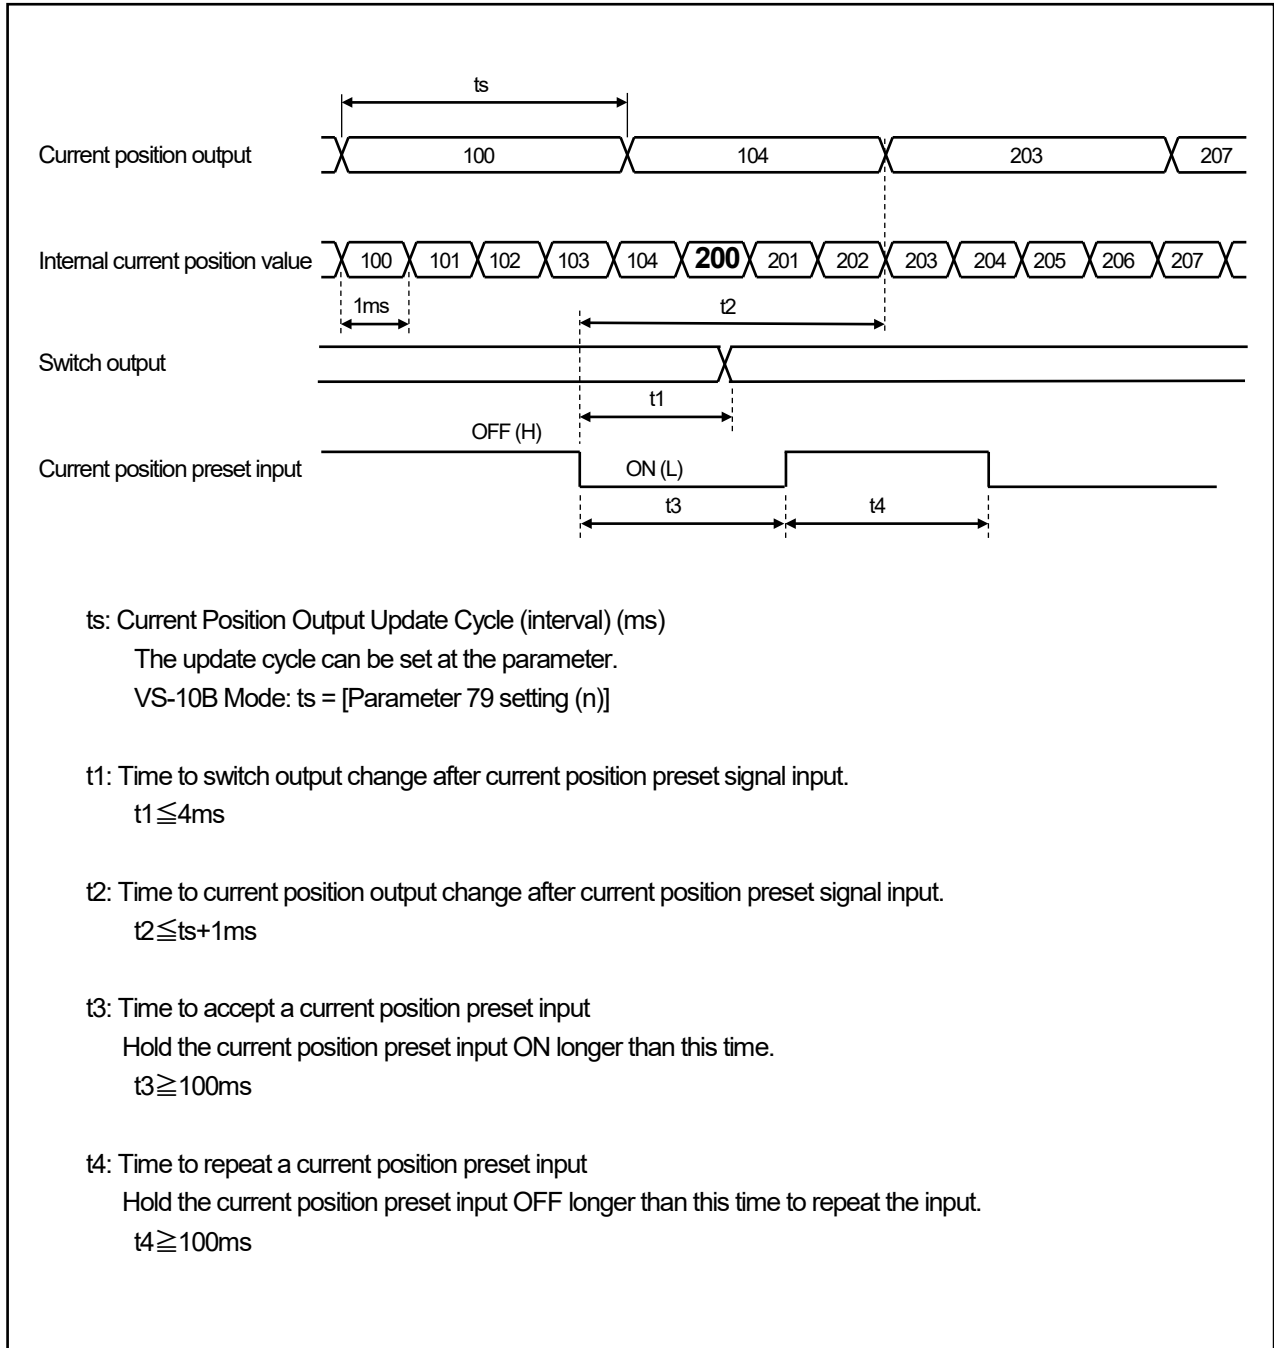 ts
Current position output 100 104 203 207
Internal current position value 100 101 102 103 104 200 201 202 203 204 205 206 207
1ms t2
Switch output
t1
OFF (H)
Current position preset input ON (L)
t3 t4
ts: Current Position Output Update Cycle (interval) (ms)
The update cycle can be set at the parameter.
VS-10B Mode: ts = [Parameter 79 setting (n)]
t1: Time to switch output change after current position preset signal input.
t1≦4ms
t2: Time to current position output change after current position preset signal input.
t2≦ts+1ms
t3: Time to accept a current position preset input
Hold the current position preset input ON longer than this time.
t3≧100ms
t4: Time to repeat a current position preset input
Hold the current position preset input OFF longer than this time to repeat the input.
t4≧100ms